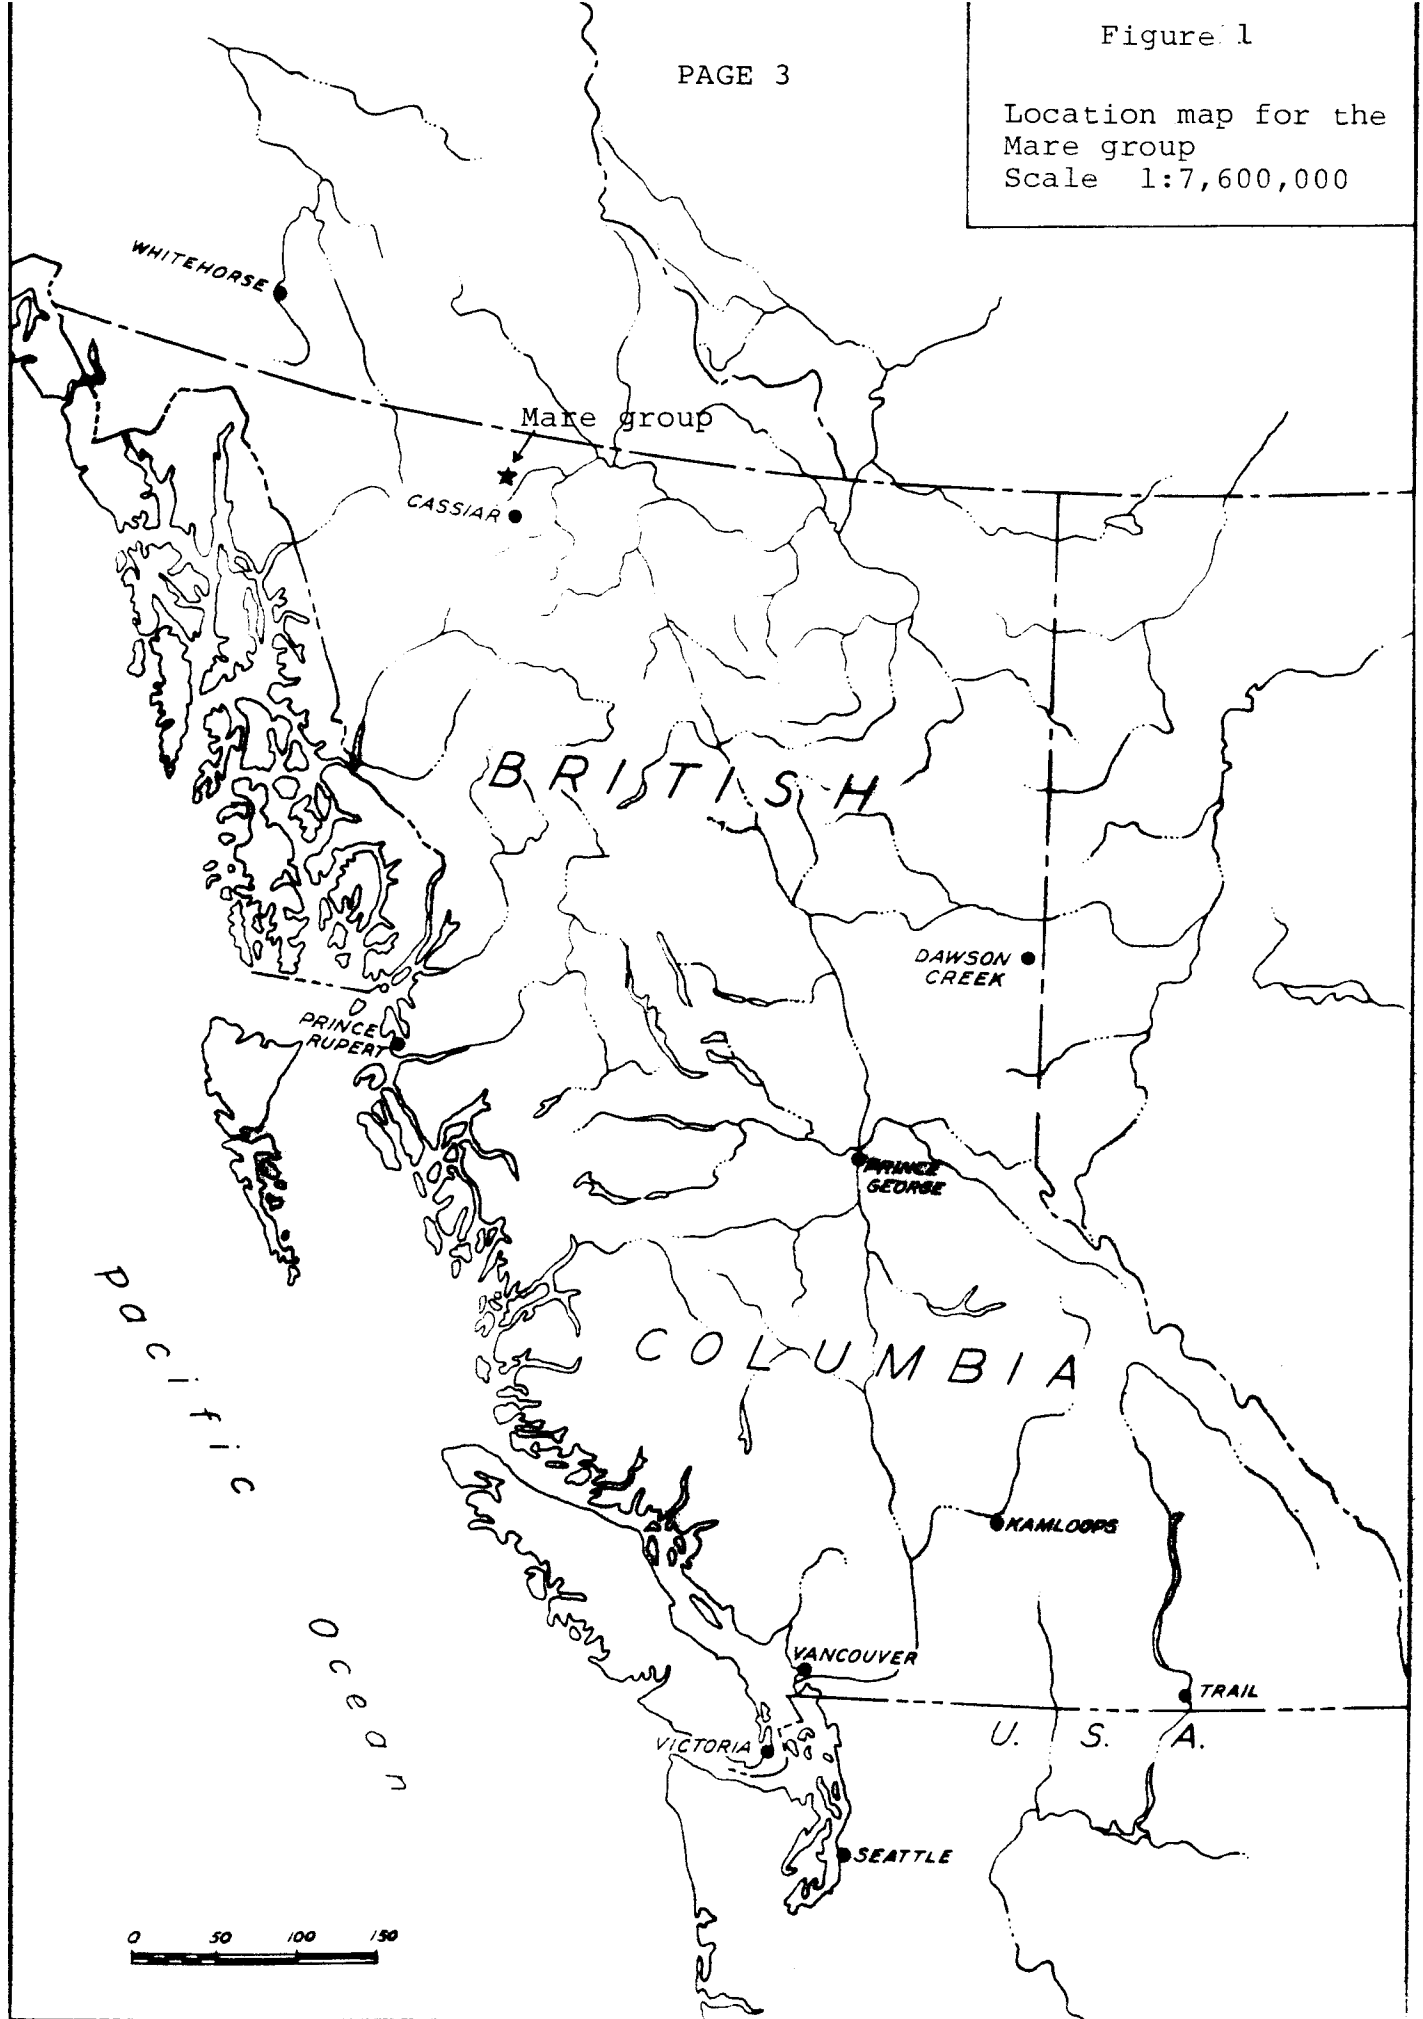 PAGE 3
Figure 1
Location map for the
Mare group
Scale 1:7,600,000
WHITEHORSE
Mare group
CASSIAR
BRITISH
DAWSON
CREEK
PRINCE
RUPERT
PRINCE
GEORGE
COLUMBIA
pacific
ocean
KAMLOOPS
VANCOUVER
TRAIL
U. S. A.
VICTORIA
SEATTLE
0 50 100 150